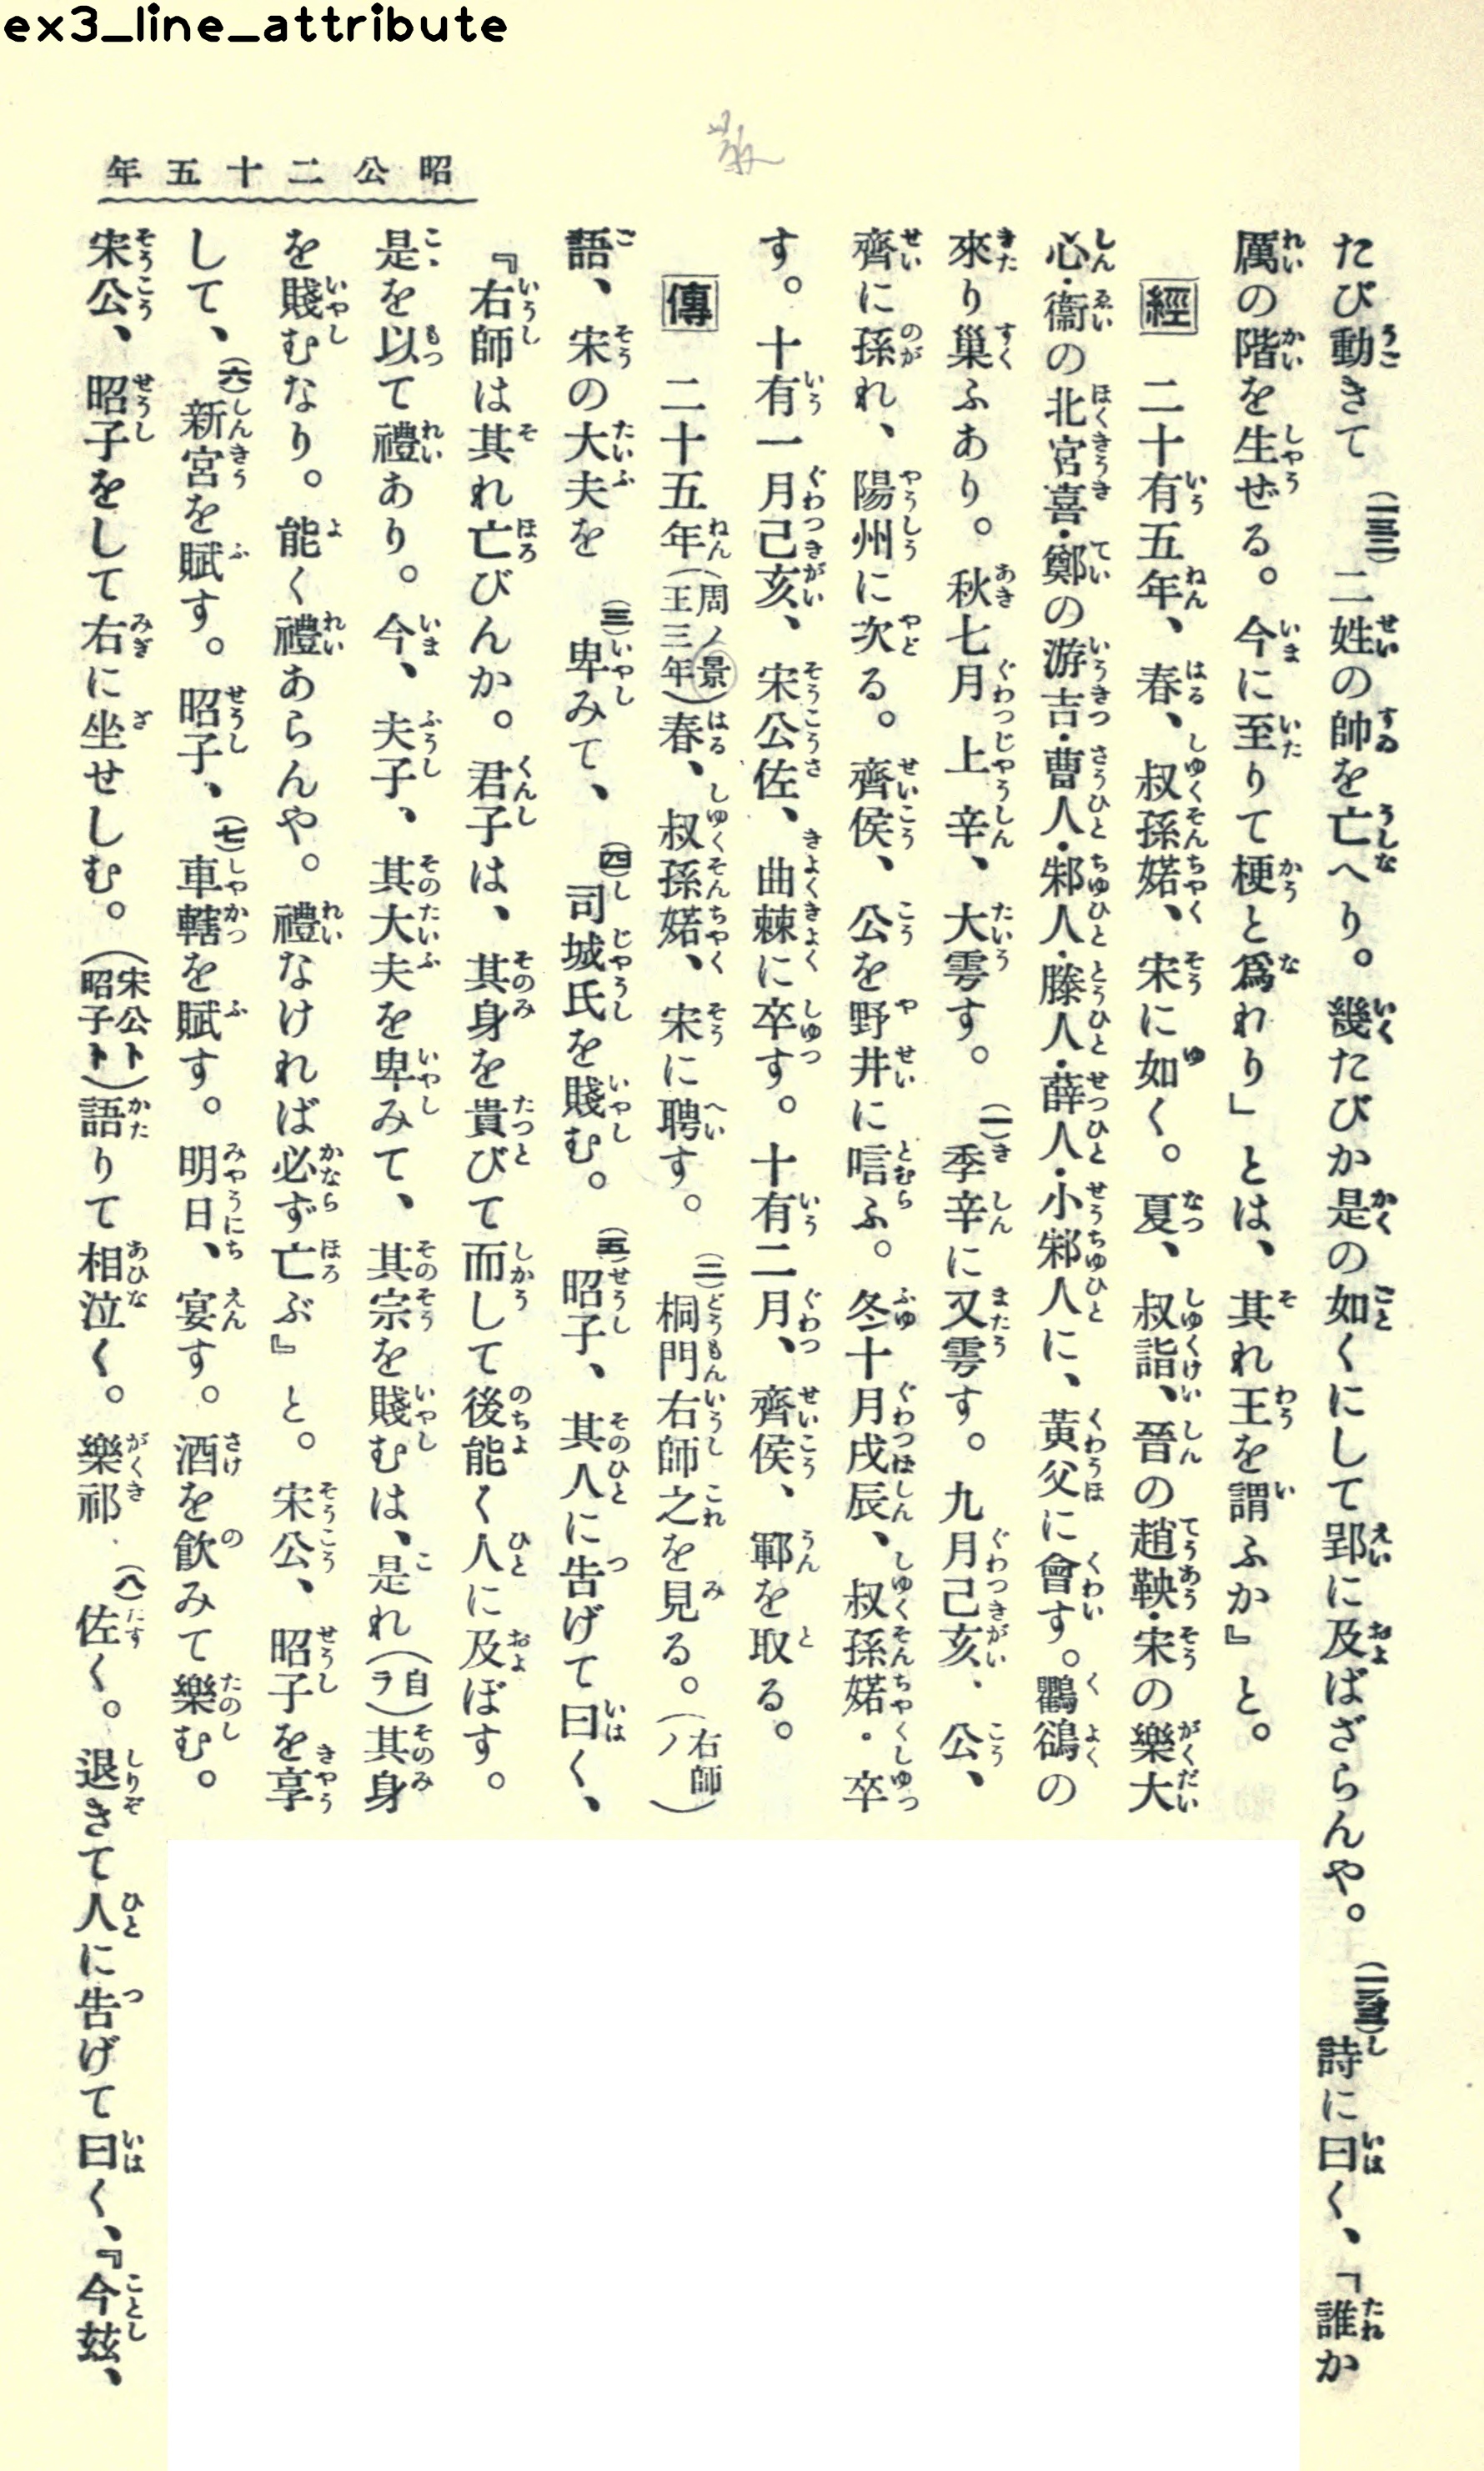 ex3_line_attribute
昭公二十五年
たび動きて(一三三)二姓の帥を亡へり。幾たびか是の如くにして郢に及ばざらんや。詩に曰く、「誰か
厲の階を生ぜる。今に至りて梗と爲れり」とは、其れ王を謂ふか』と。
經 二十有五年、春、叔孫婼、宋に如く。夏、叔詣、晉の趙鞅・宋の樂大
心・衞の北宮喜・鄭の游吉・曹人・邾人・滕人・薛人・小邾人に、黃父に會す。鸜鵒の
來り巢ふあり。秋七月上辛、大雩す。(一)季辛に又雩す。九月己亥、公、
齊に孫れ、陽州に次る。齊侯、公を野井に唁ふ。冬十月戌辰、叔孫婼、卒
す。十有一月己亥、宋公佐、曲棘に卒す。十有二月、齊侯、鄆を取る。
傳 二十五年(周ノ景王三年)春、叔孫婼、宋に聘す。(二)桐門右師之を見る。(右師ノ)
語、宋の大夫を(三)卑みて、(四)司城氏を賤む。(五)昭子、其人に告げて曰く、
『右師は其れ亡びんか。君子は、其身を貴びて而して後能く人に及ぼす。
是を以て禮あり。今、夫子、其大夫を卑みて、其宗を賤むは、是れ(自ラ)其身
を賤むなり。能く禮あらんや。禮なければ必ず亡ぶ』と。宋公、昭子を享
して、(六)新宮を賦す。昭子、(七)車轄を賦す。明日、宴す。酒を飮みて樂む。
宋公、昭子をして右に坐せしむ。(宋公ト昭子ト)語りて相泣く。樂祁(八)佐く。退きて人に告げて曰く、『今玆、